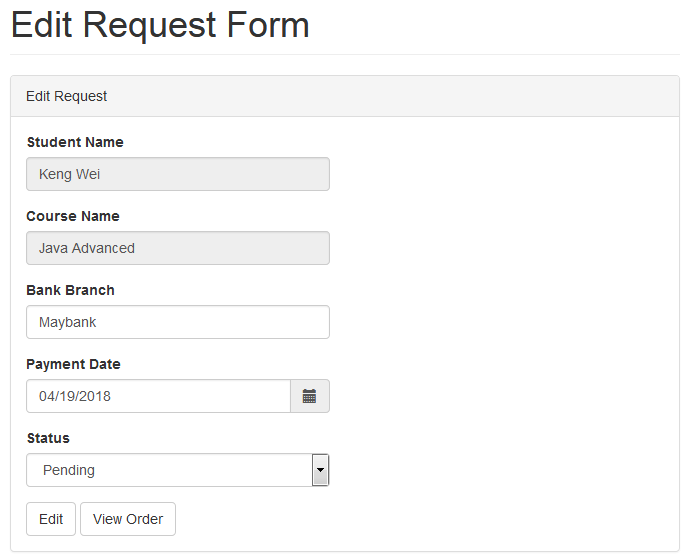 Edit Request Form
Edit Request
Student Name
Keng Wei
Course Name
Java Advanced
Bank Branch
Maybank
Payment Date
04/19/2018
Status
Pending
Edit View Order